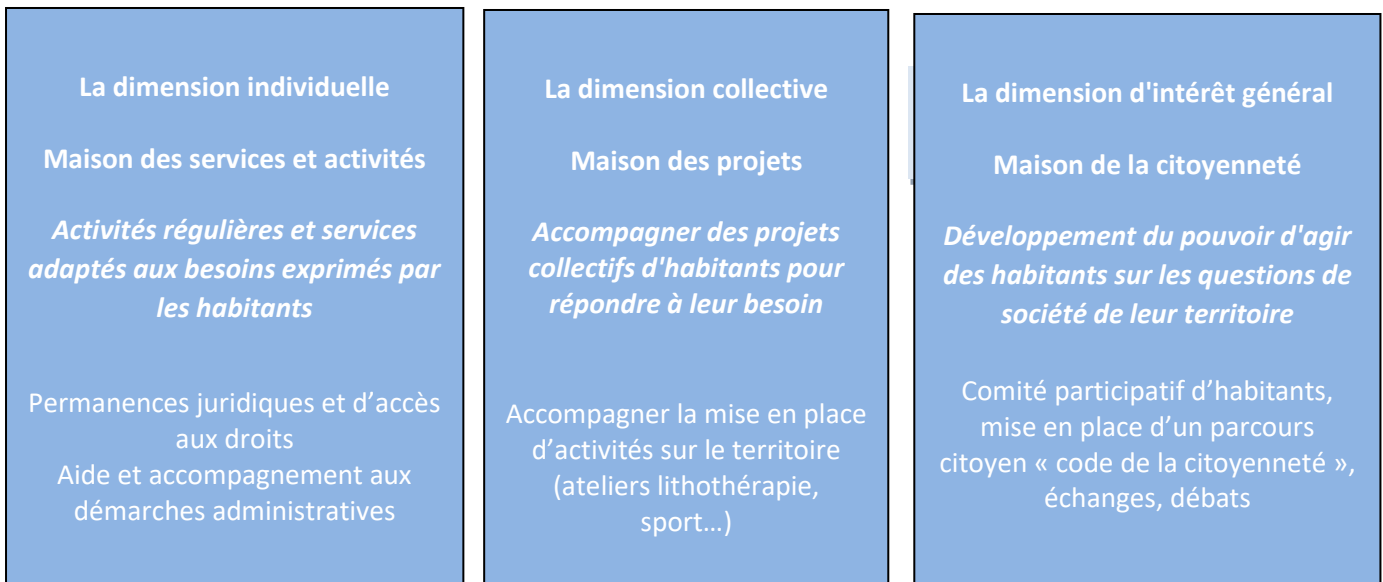 La dimension individuelle
Maison des services et activités
Activités régulières et services
adaptés aux besoins exprimés par
les habitants
Permanences juridiques et d’accès
aux droits
Aide et accompagnement aux
démarches administratives
La dimension collective
Maison des projets
Accompagner des projets
collectifs d'habitants pour
répondre à leur besoin
Accompagner la mise en place
d’activités sur le territoire
(ateliers lithothérapie,
sport…)
La dimension d'intérêt général
Maison de la citoyenneté
Développement du pouvoir d'agir
des habitants sur les questions de
société de leur territoire
Comité participatif d’habitants,
mise en place d’un parcours
citoyen « code de la citoyenneté »,
échanges, débats